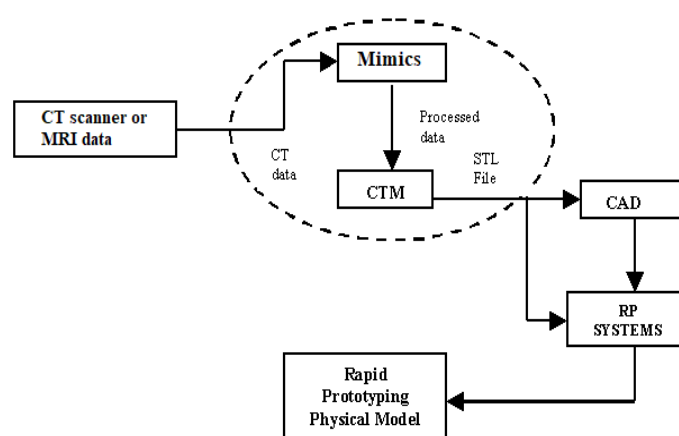 Mimics
CT scanner or
MRI data
Processed
data
CT
data
STL
File
CTM
CAD
RP
SYSTEMS
Rapid
Prototyping
Physical Model